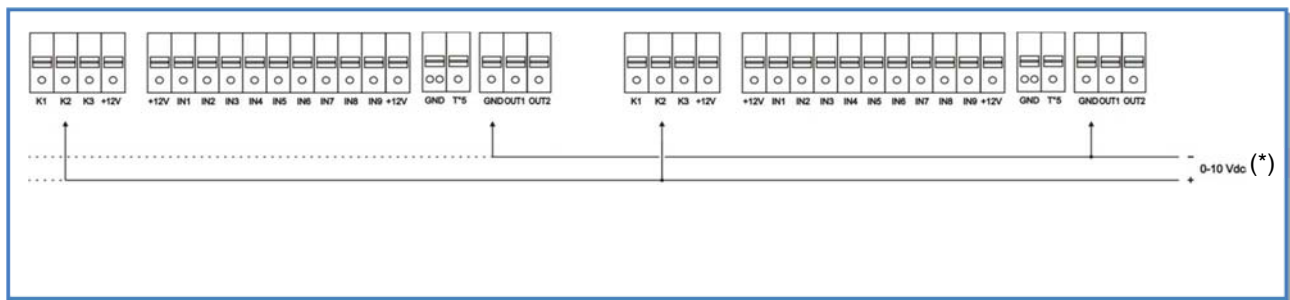 K1 K2 K3 +12V +12V IN1 IN2 IN3 IN4 IN5 IN6 IN7 IN8 IN9 +12V GND T*5 GND OUT1 OUT2 K1 K2 K3 +12V +12V IN1 IN2 IN3 IN4 IN5 IN6 IN7 IN8 IN9 +12V GND T*5 GND OUT1 OUT2
-
0-10 Vdc (*)
+